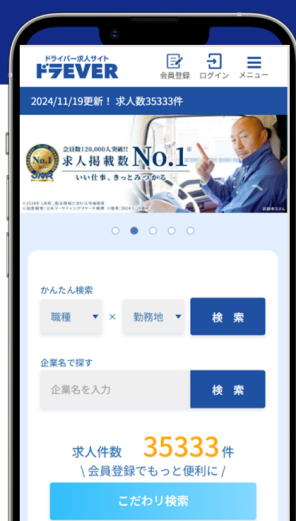 ドライバー求人サイト
ドラEVER
会員登録 ログイン メニュー
2024/11/19更新！ 求人数35333件
会員数120,000人突破!!
求人掲載数No.1※
いい仕事、きっとみつかる
No.1
かんたん検索
職種 ▼ × 勤務地 ▼ 検 索
企業名で探す
企業名を入力 検 索
求人件数 35333件
\ 会員登録でもっと便利に /
こだわり検索